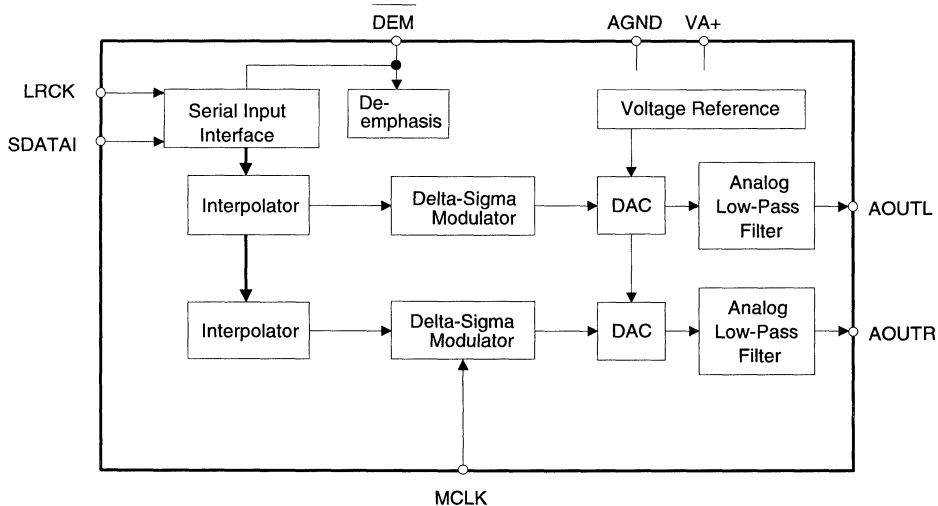 DEM
AGND VA+
LRCK
SDATAI
Serial Input
Interface
De-
emphasis
Voltage Reference
Interpolator
Delta-Sigma
Modulator
DAC
Analog
Low-Pass
Filter
AOUTL
Interpolator
Delta-Sigma
Modulator
DAC
Analog
Low-Pass
Filter
AOUTR
MCLK